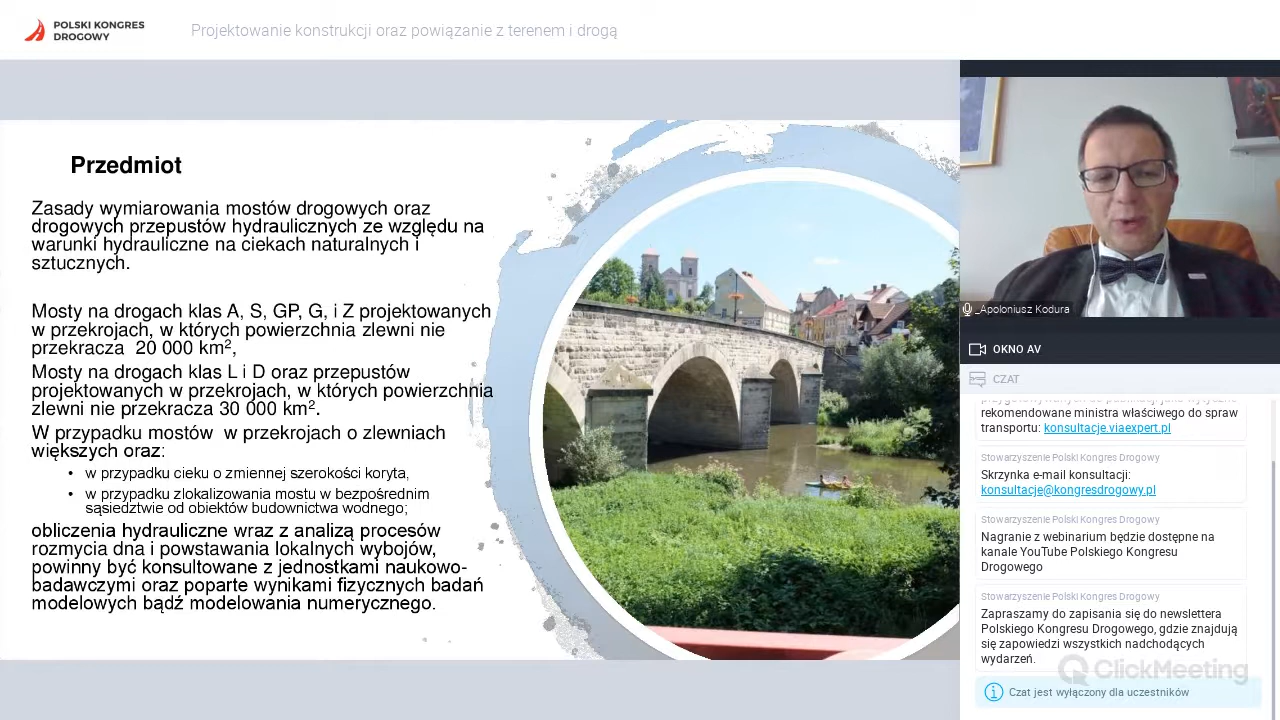 POLSKI KONGRES
DROGOWY
Projektowanie konstrukcji oraz powiązanie z terenem i drogą
Przedmiot
Zasady wymiarowania mostów drogowych oraz
drogowych przepustów hydraulicznych ze względu na
warunki hydrauliczne na ciekach naturalnych i
sztucznych.
Mosty na drogach klas A, S, GP, G, i Z projektowanych
w przekrojach, w których powierzchnia zlewni nie
przekracza 20 000 km²,
Mosty na drogach klas L i D oraz przepustów
projektowanych w przekrojach, w których powierzchnia
zlewni nie przekracza 30 000 km².
W przypadku mostów w przekrojach o zlewniach
większych oraz:
• w przypadku cieku o zmiennej szerokości koryta,
• w przypadku zlokalizowania mostu w bezpośrednim
sąsiedztwie od obiektów budownictwa wodnego;
obliczenia hydrauliczne wraz z analizą procesów
rozmycia dna i powstawania lokalnych wybojów,
powinny być konsultowane z jednostkami naukowo-
badawczymi oraz poparte wynikami fizycznych badań
modelowych bądź modelowania numerycznego.
_Apoloniusz Kodura
OKNO AV
CZAT
rekomendowane ministra właściwego do spraw
transportu: konsultacje.viaexpert.pl
Stowarzyszenie Polski Kongres Drogowy
Skrzynka e-mail konsultacji:
konsultacje@kongresdrogowy.pl
Stowarzyszenie Polski Kongres Drogowy
Nagranie z webinarium będzie dostępne na
kanale YouTube Polskiego Kongresu
Drogowego
Stowarzyszenie Polski Kongres Drogowy
Zapraszamy do zapisania się do newslettera
Polskiego Kongresu Drogowego, gdzie znajdują
się zapowiedzi wszystkich nadchodzących
wydarzeń.
ClickMeeting
Czat jest wyłączony dla uczestników